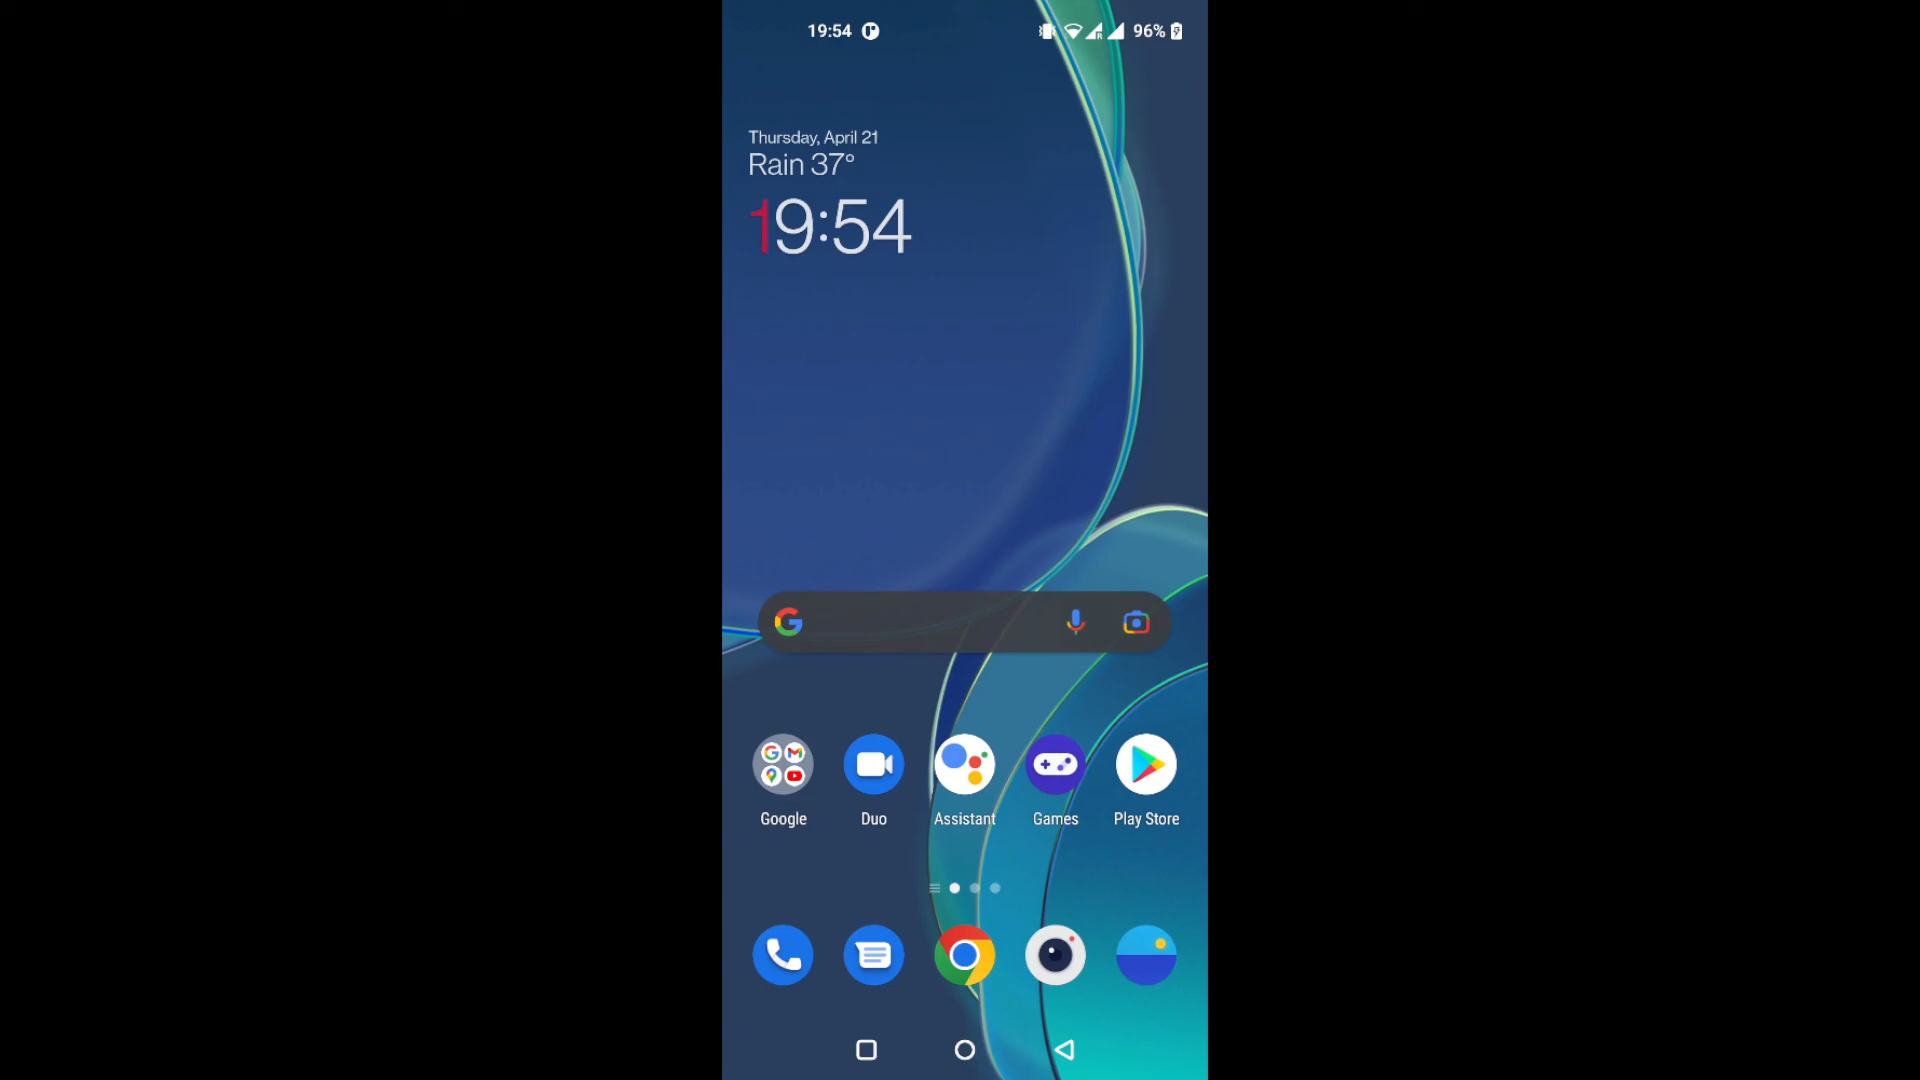 19:54
96%
Thursday, April 21
Rain 37°
19:54
Google
Duo
Assistant
Games
Play Store